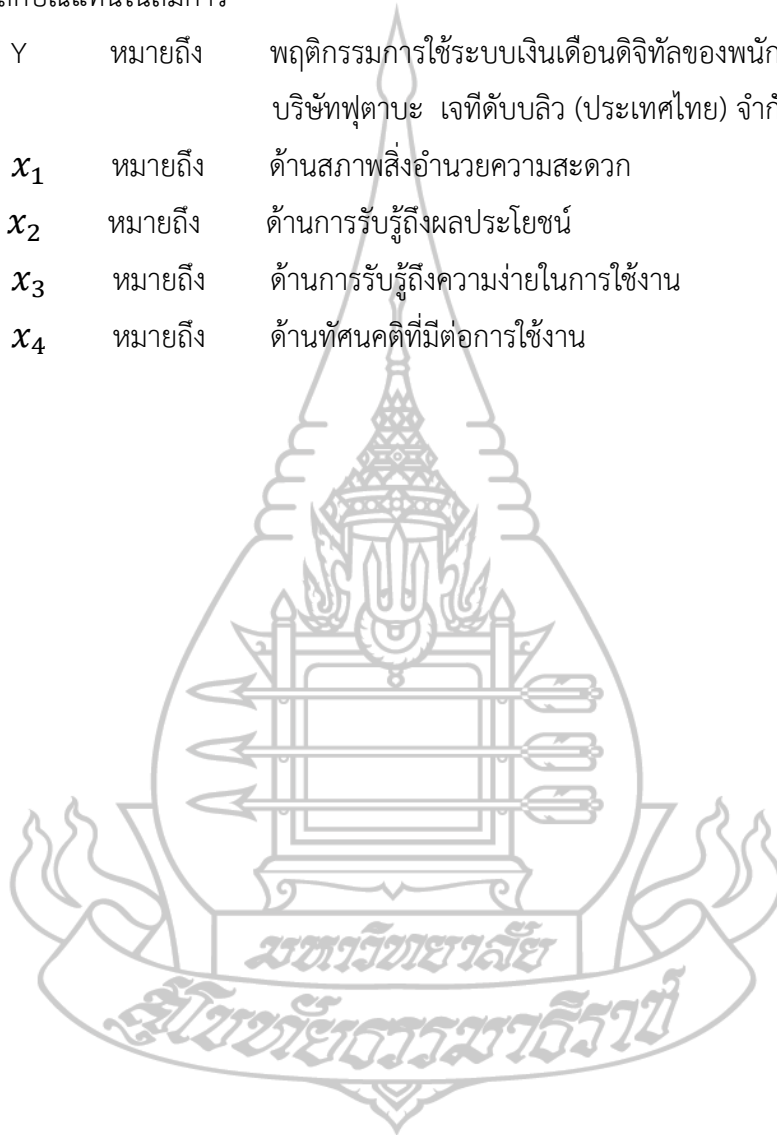 Y หมายถึง พฤติกรรมการใช้ระบบเงินเดือนดิจิทัลของ
บริษัทฟุตาบะ เจทีดับบลิว (ประเทศไทย)
x₁ หมายถึง ด้านสภาพสิ่งอำนวยความสะดวก
x₂ หมายถึง ด้านการรับรู้ถึงผลประโยชน์
x₃ หมายถึง ด้านการรับรู้ถึงความง่ายในการใช้งาน
x₄ หมายถึง ด้านทัศนคติที่มีต่อการใช้งาน
มหาวิทยาลัย
สุโขทัยธรรมาธิราช